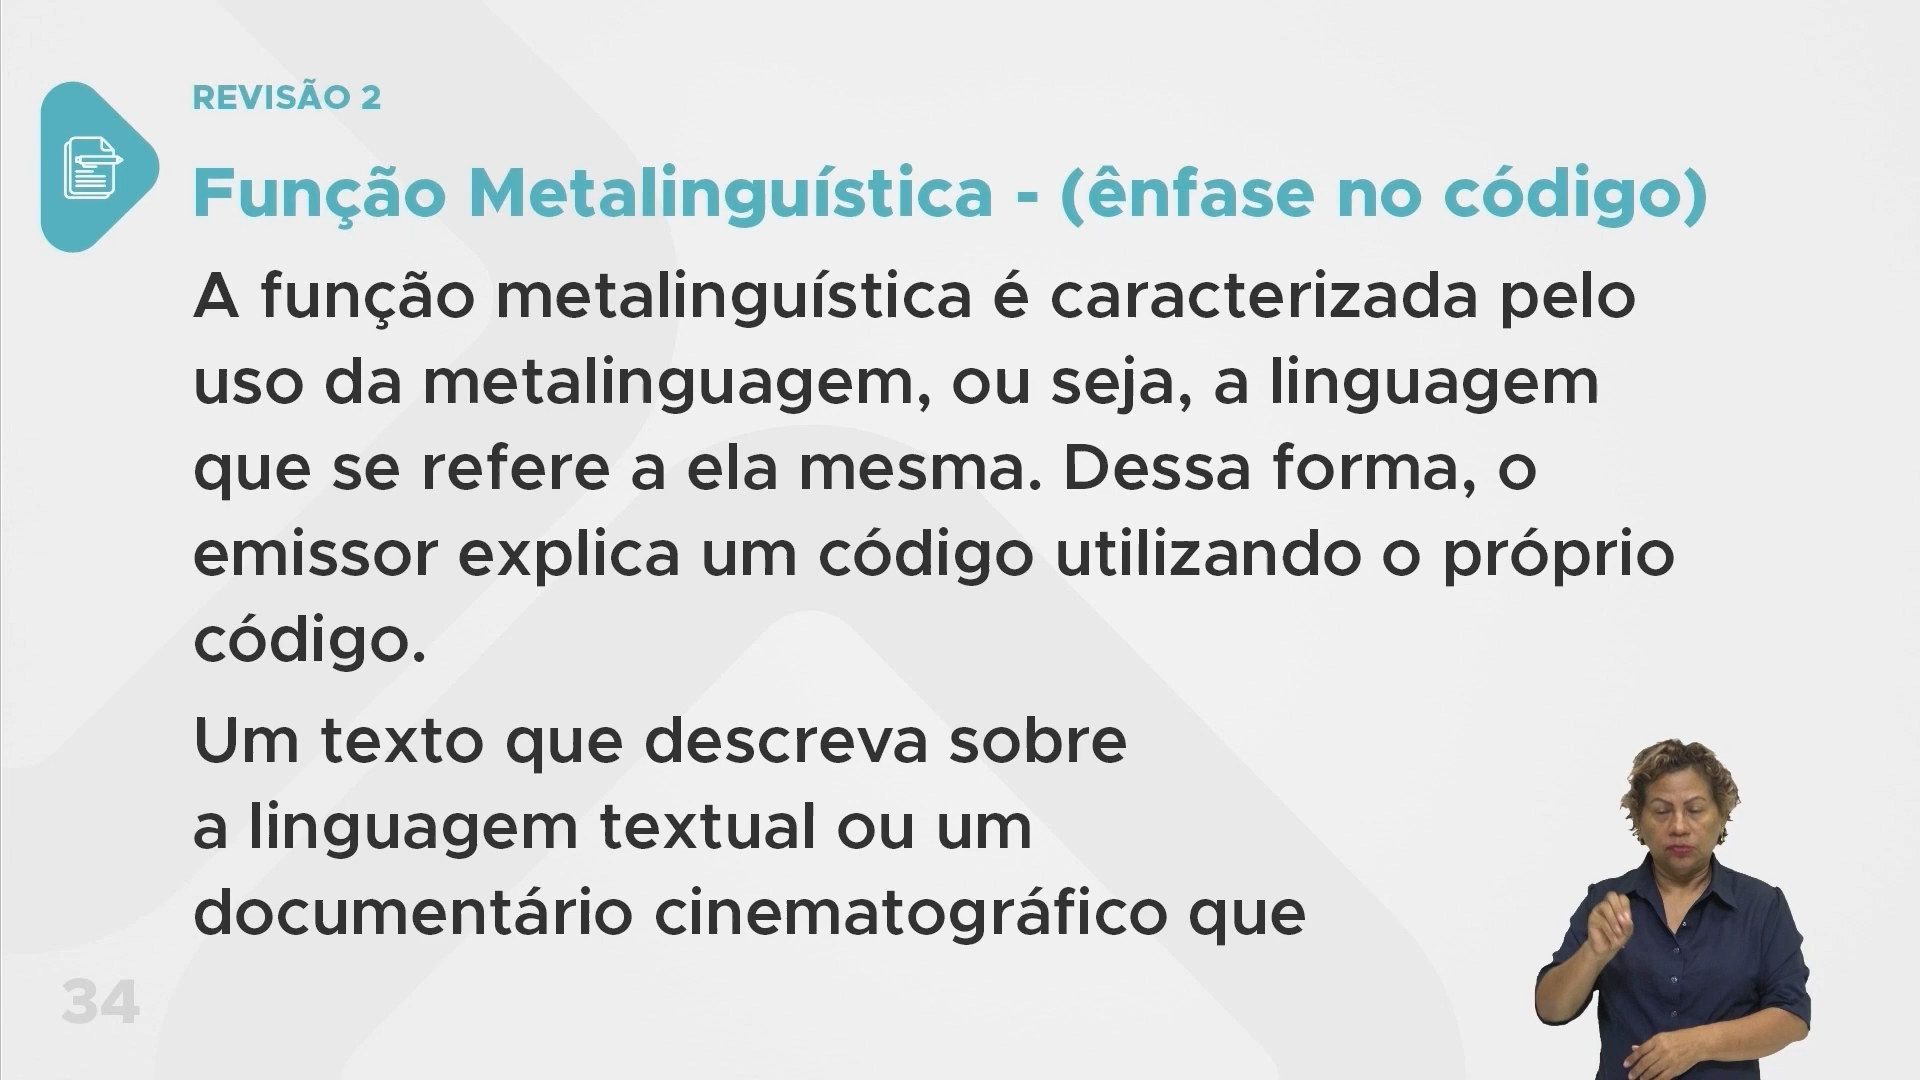 REVISÃO 2
Função Metalinguística - (ênfase no código)
A função metalinguística é caracterizada pelo
uso da metalinguagem, ou seja, a linguagem
que se refere a ela mesma. Dessa forma, o
emissor explica um código utilizando o próprio
código.
Um texto que descreva sobre
a linguagem textual ou um
documentário cinematográfico que
34